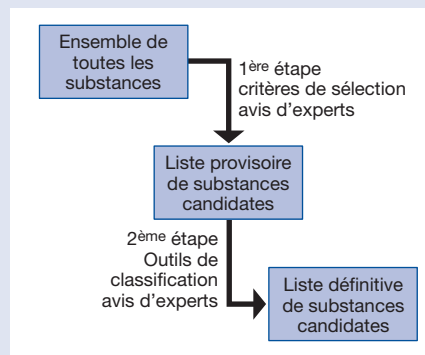 Ensemble de
toutes les
substances
1ère étape
critères de sélection
avis d'experts
Liste provisoire
de substances
candidates
2ème étape
Outils de
classification
avis d'experts
Liste définitive
de substances
candidates